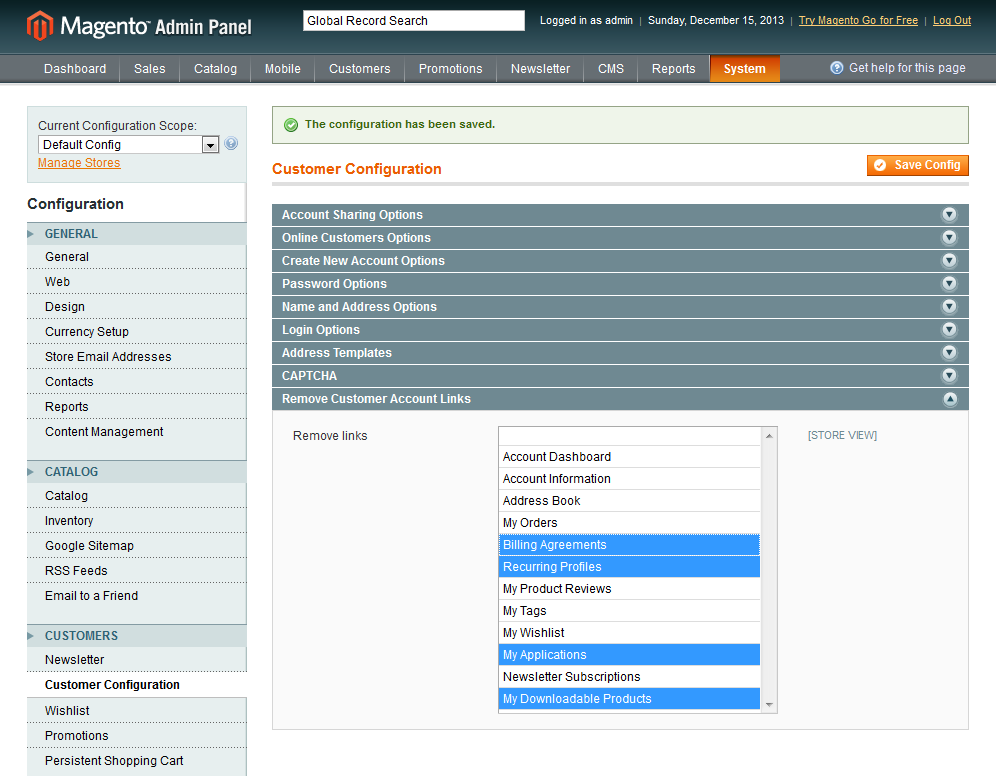 Magento™ Admin Panel
Global Record Search
Logged in as admin | Sunday, December 15, 2013 | Try Magento Go for Free | Log Out
Dashboard Sales Catalog Mobile Customers Promotions Newsletter CMS Reports System Get help for this page
Current Configuration Scope:
Default Config
Manage Stores
Configuration
GENERAL
General
Web
Design
Currency Setup
Store Email Addresses
Contacts
Reports
Content Management
CATALOG
Catalog
Inventory
Google Sitemap
RSS Feeds
Email to a Friend
CUSTOMERS
Newsletter
Customer Configuration
Wishlist
Promotions
Persistent Shopping Cart
The configuration has been saved.
Customer Configuration
Save Config
Account Sharing Options
Online Customers Options
Create New Account Options
Password Options
Name and Address Options
Login Options
Address Templates
CAPTCHA
Remove Customer Account Links
Remove links
Account Dashboard
Account Information
Address Book
My Orders
Billing Agreements
Recurring Profiles
My Product Reviews
My Tags
My Wishlist
My Applications
Newsletter Subscriptions
My Downloadable Products
[STORE VIEW]